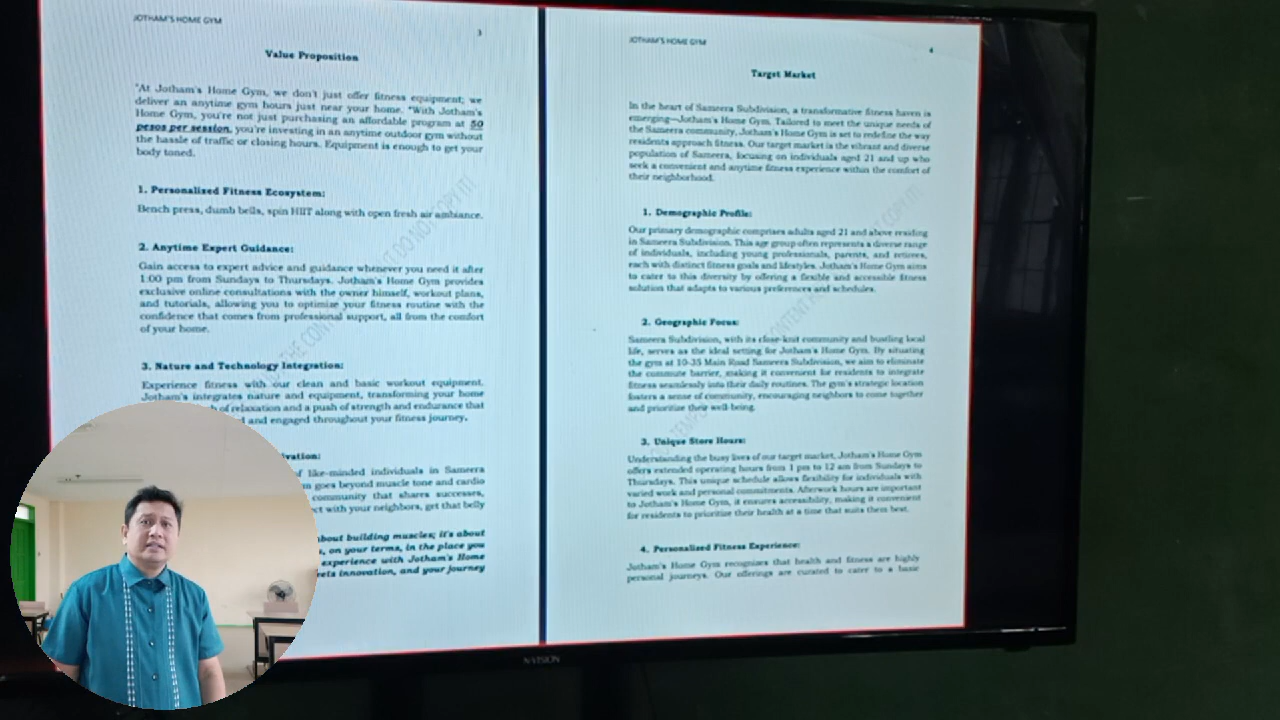 JOTHAM'S HOME GYM
3
Value Proposition
"At Jotham's Home Gym, we don't just offer fitness equipment; we
deliver an anytime gym hours just near your home. "With Jotham's
Home Gym, you're not just purchasing an affordable program at 50
pesos per session, you're investing in an anytime outdoor gym without
the hassle of traffic or closing hours. Equipment is enough to get your
body toned.
1. Personalized Fitness Ecosystem:
Bench press, dumb bells, spin HIIT along with open fresh air ambiance.
2. Anytime Expert Guidance:
Gain access to expert advice and guidance whenever you need it after
1:00 pm from Sundays to Thursdays. Jotham's Home Gym provides
exclusive online consultations with the owner himself, workout plans,
and tutorials, allowing you to optimize your fitness routine with the
confidence that comes from professional support, all from the comfort
of your home.
3. Nature and Technology Integration:
Experience fitness with our clean and basic workout equipment.
Jotham's integrates nature and equipment, transforming your home
of relaxation and a push of strength and endurance that
and engaged throughout your fitness journey.
of like-minded individuals in Sameera
goes beyond muscle tone and cardio
community that shares successes,
with your neighbors, get that belly
about building muscles; it's about
on your terms, in the place you
experience with Jotham's Home
innovation, and your journey
JOTHAM'S HOME GYM
4
Target Market
In the heart of Sameera Subdivision, a transformative fitness haven is
emerging—Jotham's Home Gym. Tailored to meet the unique needs of
the Sameera community, Jotham's Home Gym is set to redefine the way
residents approach fitness. Our target market is the vibrant and diverse
population of Sameera, focusing on individuals aged 21 and up who
seek a convenient and anytime fitness experience within the comfort of
their neighborhood.
1. Demographic Profile:
Our primary demographic comprises adults aged 21 and above residing
in Sameera Subdivision. This age group often represents a diverse range
of individuals, including young professionals, parents, and retirees,
each with distinct fitness goals and lifestyles. Jotham's Home Gym aims
to cater to this diversity by offering a flexible and accessible fitness
solution that adapts to various preferences and schedules.
2. Geographic Focus:
Sameera Subdivision, with its close-knit community and bustling local
life, serves as the ideal setting for Jotham's Home Gym. By situating
the gym at 10-35 Main Road Sameera Subdivision, we aim to eliminate
the commute barrier, making it convenient for residents to integrate
fitness seamlessly into their daily routines. The gym's strategic location
fosters a sense of community, encouraging neighbors to come together
and prioritize their well-being.
3. Unique Store Hours:
Understanding the busy lives of our target market, Jotham's Home Gym
offers extended operating hours from 1 pm to 12 am from Sundays to
Thursdays. This unique schedule allows flexibility for individuals with
varied work and personal commitments. Afterwork hours are important
to Jotham's Home Gym, it ensures accessibility, making it convenient
for residents to prioritize their health at a time that suits them best.
4. Personalized Fitness Experience:
Jotham's Home Gym recognizes that health and fitness are highly
personal journeys. Our offerings are curated to cater to a basic
N-VISION